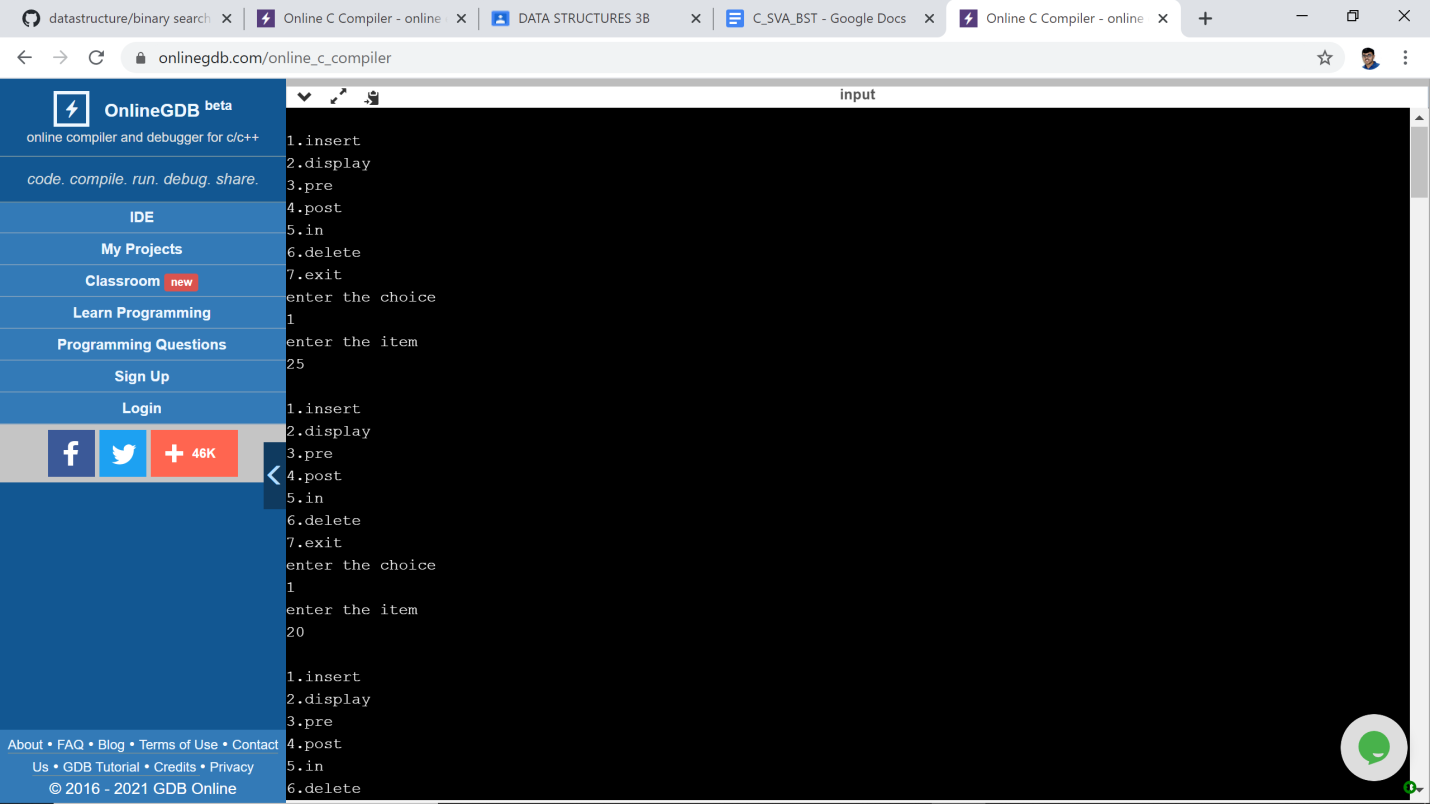 datastructure/binary search
Online C Compiler - online
DATA STRUCTURES 3B
C_SVA_BST - Google Docs
Online C Compiler - online
onlinegdb.com/online_c_compiler
OnlineGDB beta
online compiler and debugger for c/c++
code. compile. run. debug. share.
IDE
My Projects
Classroom new
Learn Programming
Programming Questions
Sign Up
Login
46K
About • FAQ • Blog • Terms of Use • Contact
Us • GDB Tutorial • Credits • Privacy
© 2016 - 2021 GDB Online
input
1.insert
2.display
3.pre
4.post
5.in
6.delete
7.exit
enter the choice
1
enter the item
25
1.insert
2.display
3.pre
4.post
5.in
6.delete
7.exit
enter the choice
1
enter the item
20
1.insert
2.display
3.pre
4.post
5.in
6.delete